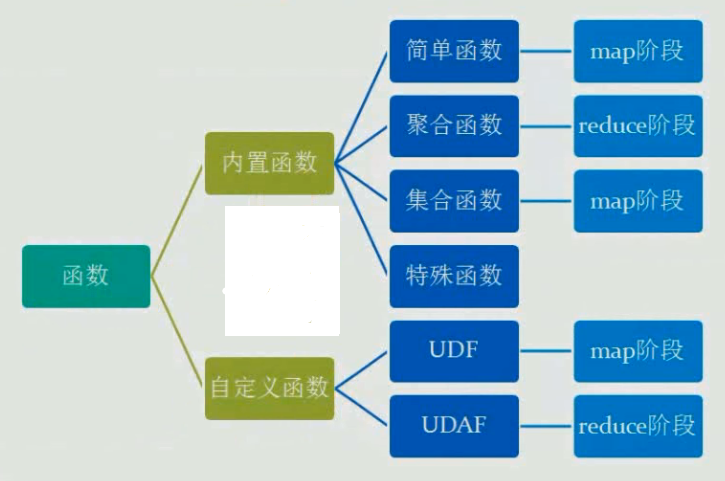 函数
内置函数
简单函数
map阶段
聚合函数
reduce阶段
集合函数
map阶段
特殊函数
自定义函数
UDF
map阶段
UDAF
reduce阶段